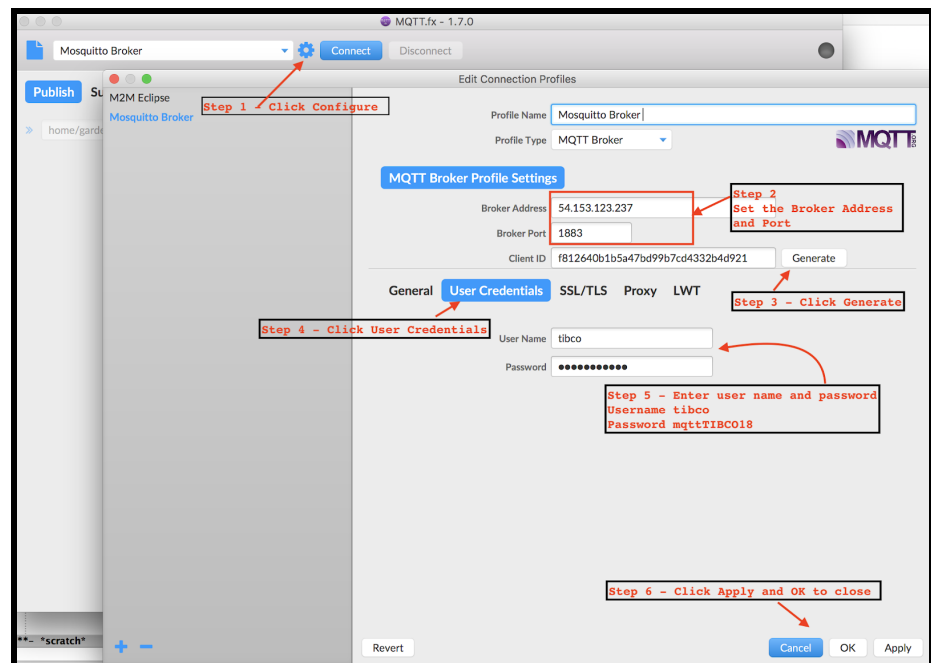 MQTT.fx - 1.7.0
Mosquitto Broker
Connect
Disconnect
Publish
Su
home/garde
Edit Connection Profiles
M2M Eclipse
Mosquitto Broker
Step 1 - Click Configure
Profile Name
Mosquitto Broker
Profile Type
MQTT Broker
MQTT
.ORG
MQTT Broker Profile Settings
Step 2
Set the Broker Address
and Port
Broker Address
54.153.123.237
Broker Port
1883
Client ID
f812640b1b5a47bd99b7cd4332b4d921
Generate
Step 3 - Click Generate
General
User Credentials
SSL/TLS
Proxy
LWT
Step 4 - Click User Credentials
User Name
tibco
Password
●●●●●●●●●●●
Step 5 - Enter user name and password
Username tibco
Password mqttTIBCO18
Step 6 - Click Apply and OK to close
**- *scratch*
Revert
Cancel
OK
Apply